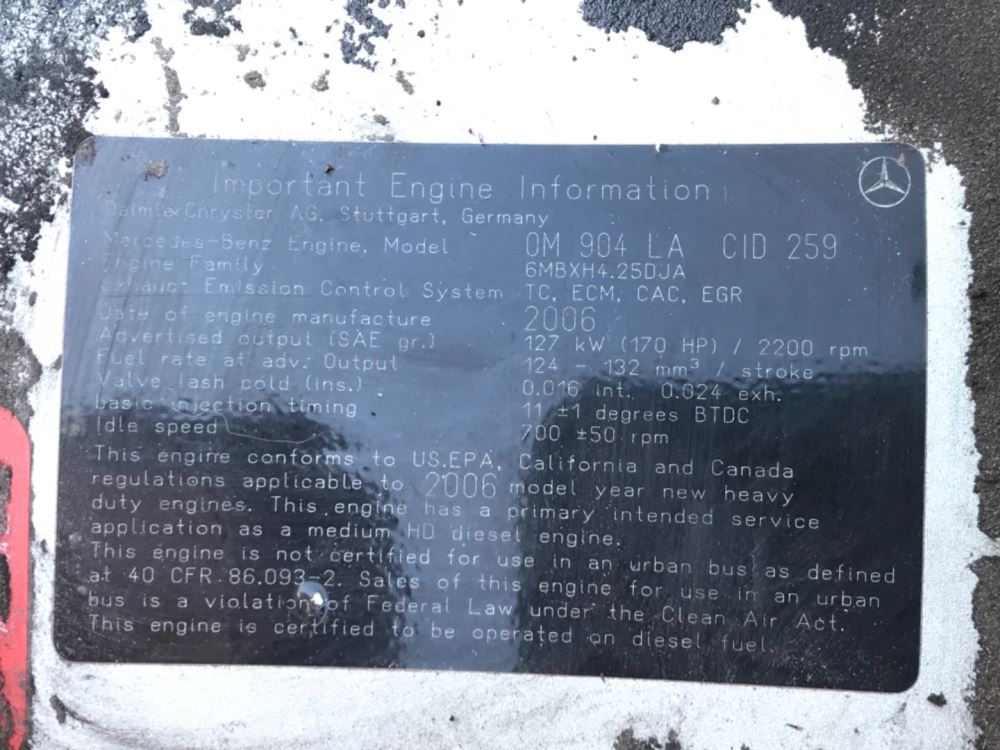 Important Engine Information
DaimlerChrysler AG, Stuttgart, Germany
Mercedes-Benz Engine, Model OM 904 LA CID 259
Engine Family 6MBXH4.25DJA
Exhaust Emission Control System TC, ECM, CAC, EGR
Date of engine manufacture 2006
Advertised output (SAE gr.) 127 kW (170 HP) / 2200 rpm
Fuel rate at adv. Output 124 - 132 mm³ / stroke
Valve lash cold (ins.) 0.016 int. 0.024 exh.
basic injection timing 11 ±1 degrees BTDC
Idle speed 700 ±50 rpm
This engine conforms to US.EPA, California and Canada
regulations applicable to 2006 model year new heavy
duty engines. This engine has a primary intended service
application as a medium HD diesel engine.
This engine is not certified for use in an urban bus as defined
at 40 CFR 86.093-2. Sales of this engine for use in an urban
bus is a violation of Federal Law under the Clean Air Act.
This engine is certified to be operated on diesel fuel.